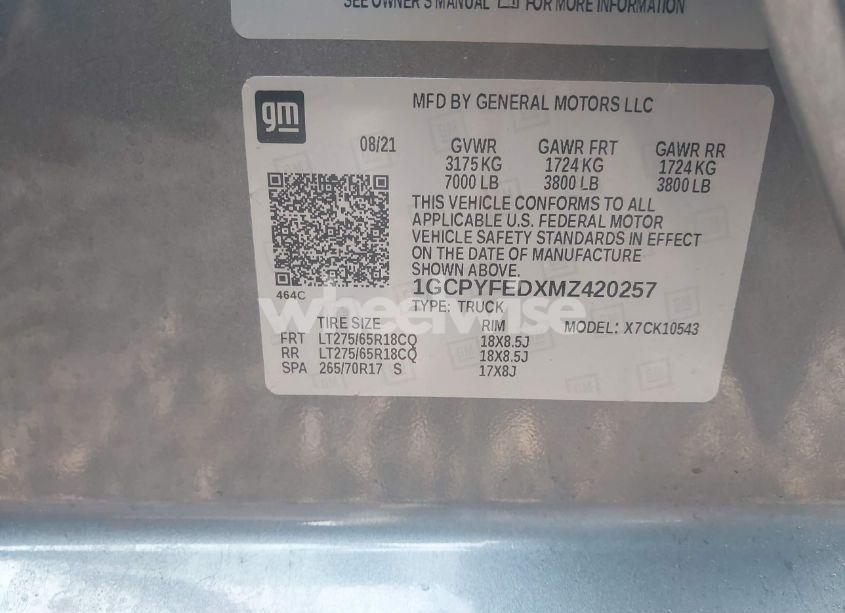 SEE OWNER'S MANUAL FOR MORE INFORMATION
gm
MFD BY GENERAL MOTORS LLC
08/21 GVWR GAWR FRT GAWR RR
3175 KG 1724 KG 1724 KG
7000 LB 3800 LB 3800 LB
THIS VEHICLE CONFORMS TO ALL
APPLICABLE U.S. FEDERAL MOTOR
VEHICLE SAFETY STANDARDS IN EFFECT
ON THE DATE OF MANUFACTURE
SHOWN ABOVE.
464C
1GCPYFEDXMZ420257
TYPE: TRUCK
wheelwise
TIRE SIZE RIM MODEL: X7CK10543
FRT LT275/65R18CQ 18X8.5J
RR LT275/65R18CQ 18X8.5J
SPA 265/70R17 S 17X8J